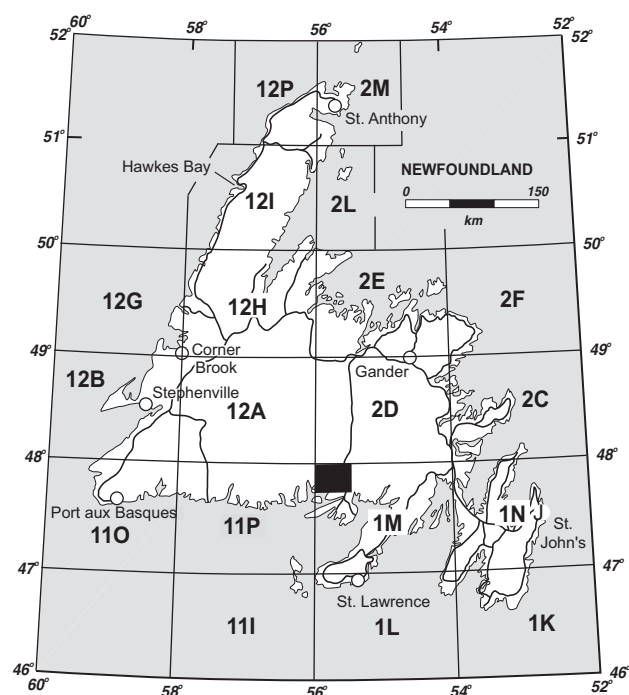 60° 58° 56° 54° 52°
52°
12P 2M
St. Anthony
51° 51°
Hawkes Bay
NEWFOUNDLAND
0 150
km
12I 2L
50° 50°
12G 12H 2E 2F
49° 49°
Corner
Brook
Gander
12B
Stephenville
12A 2D 2C
48° 48°
Port aux Basques
11O 11P 1M 1N
St.
John's
47° 47°
St. Lawrence
11I 1L 1K
46° 46°
60° 58° 56° 54° 52°